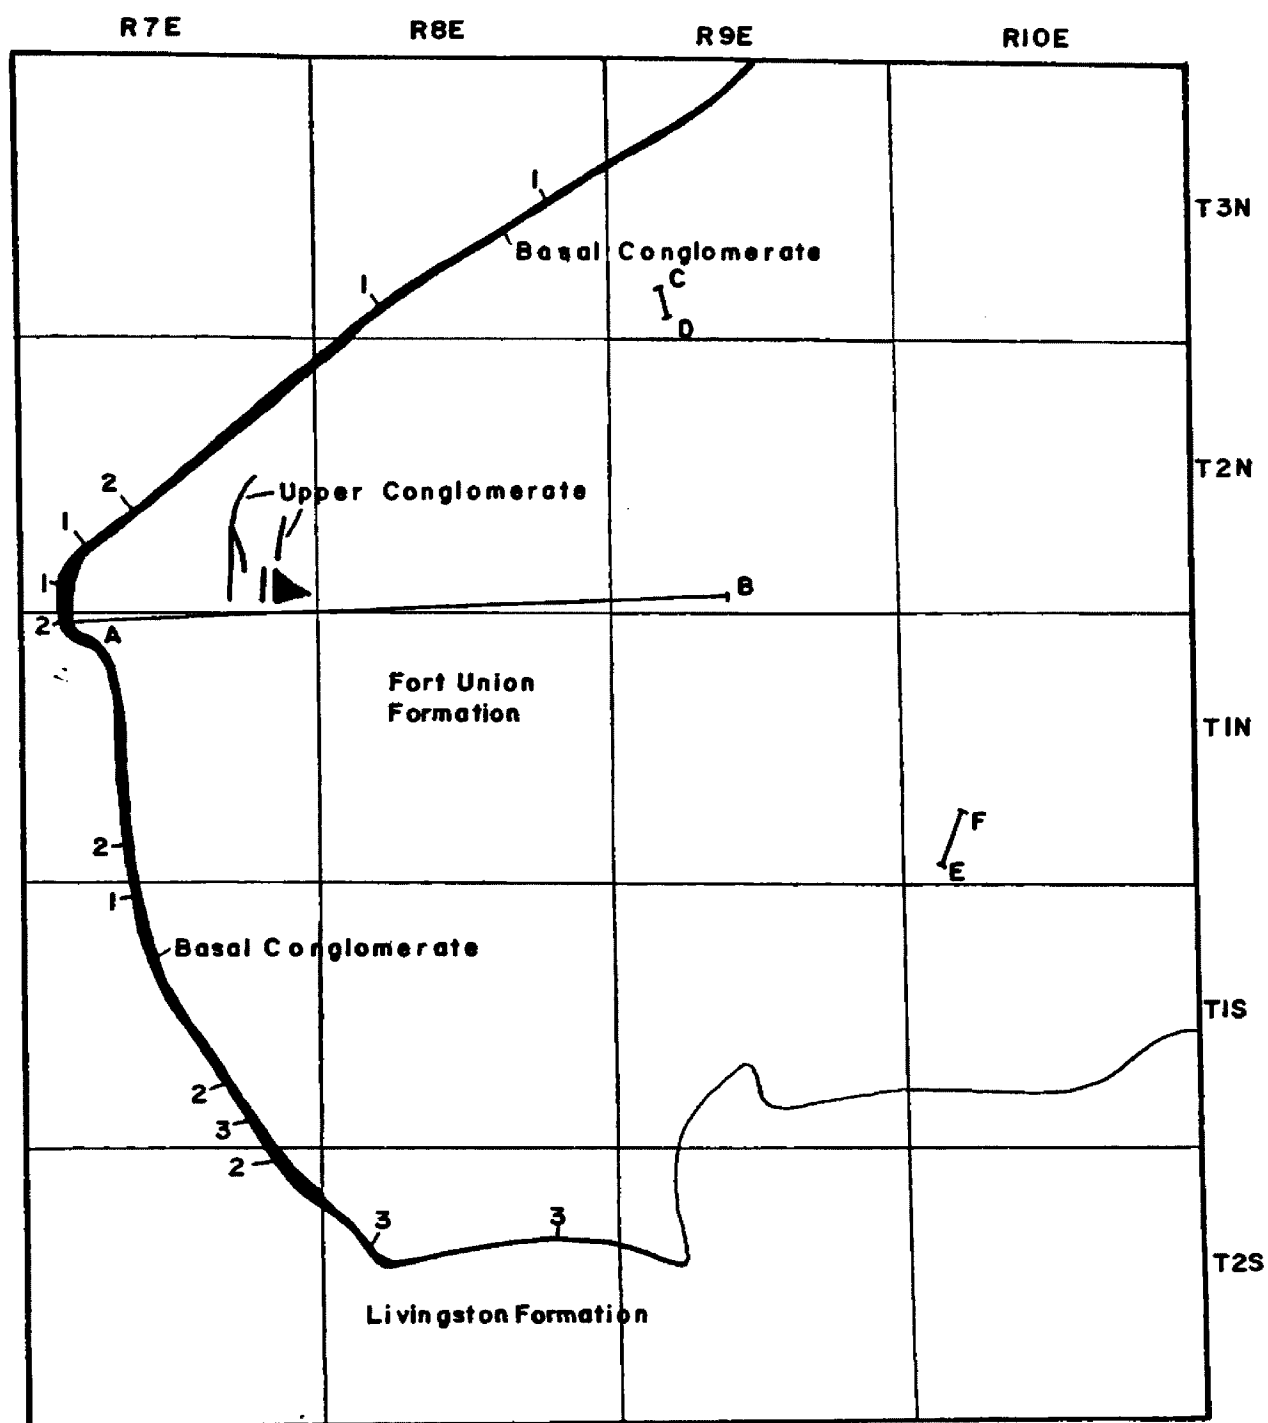 R7E R8E R9E R10E
1
T3N
Basal Conglomerate
1
C
D
2
T2N
Upper Conglomerate
1
1
B
2
A
Fort Union
Formation
T1N
F
2
E
1
Basal Conglomerate
T1S
2
3
2
3 3
T2S
Livingston Formation